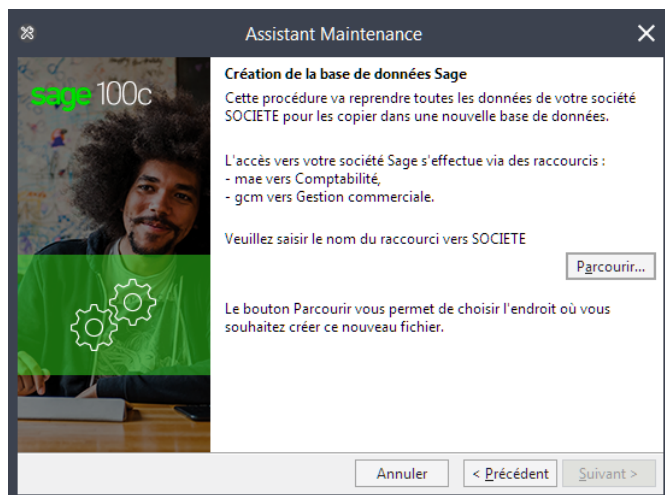 Assistant Maintenance
sage 100c
Création de la base de données Sage
Cette procédure va reprendre toutes les données de votre société
SOCIETE pour les copier dans une nouvelle base de données.
L'accès vers votre société Sage s'effectue via des raccourcis :
- mae vers Comptabilité,
- gcm vers Gestion commerciale.
Veuillez saisir le nom du raccourci vers SOCIETE
Parcourir...
Le bouton Parcourir vous permet de choisir l'endroit où vous
souhaitez créer ce nouveau fichier.
Annuler
< Précédent
Suivant >